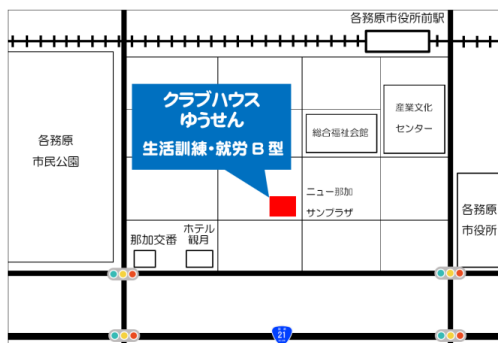 各務原市役所前駅
クラブハウス
ゆうせん
生活訓練・就労B型
産業文化
センター
総合福祉会館
各務原
市民公園
ニュー那加
サンプラザ
各務原
市役所
ホテル
観月
那加交番
21